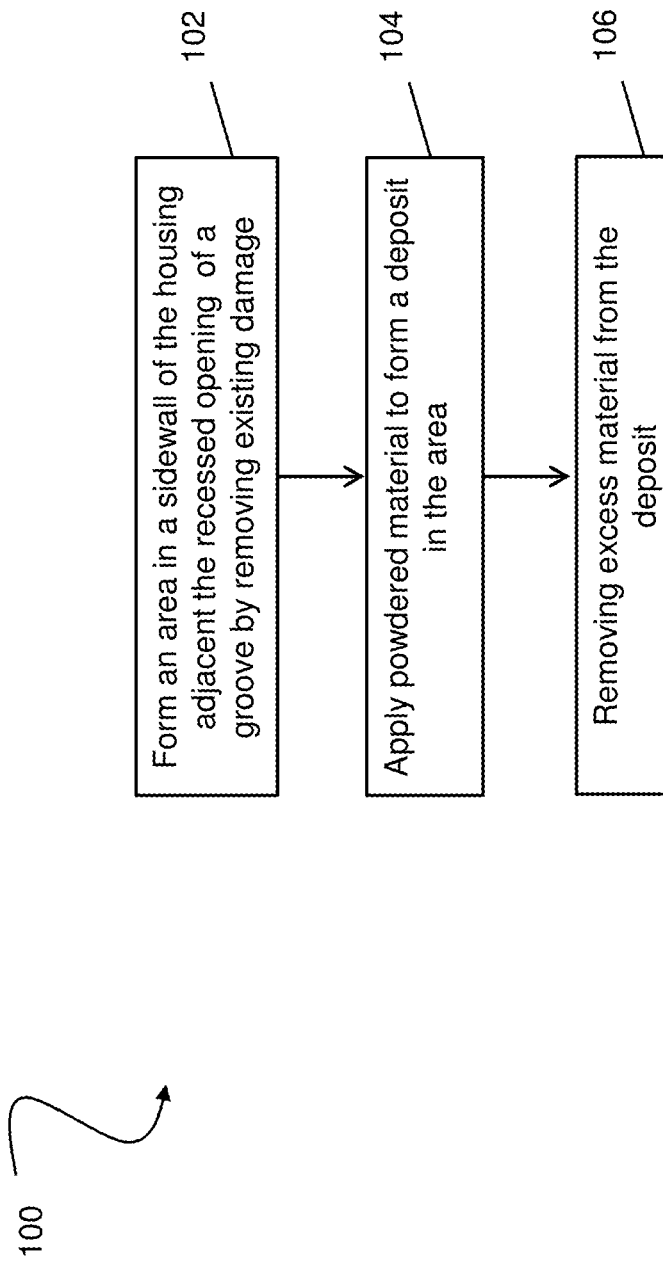 100
Form an area in a sidewall of the housing
adjacent the recessed opening of a
groove by removing existing damage
102
Apply powdered material to form a deposit
in the area
104
Removing excess material from the
deposit
106